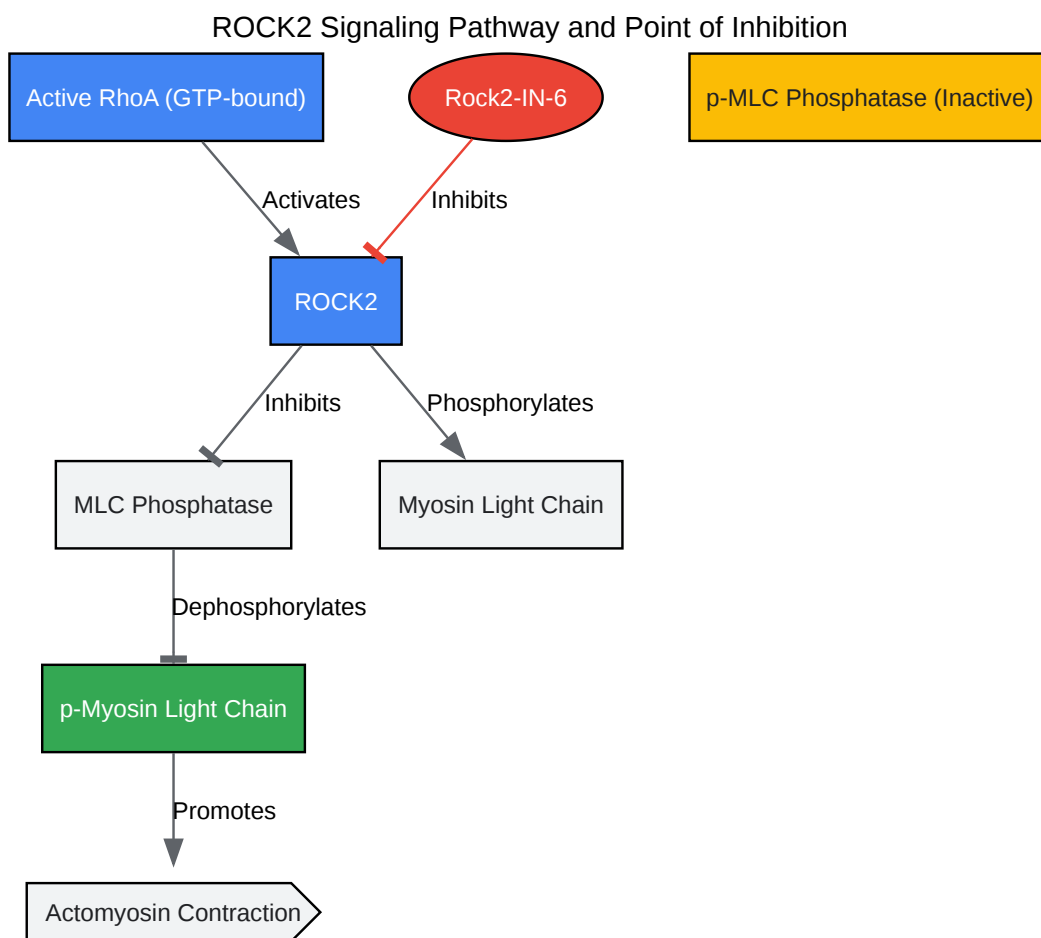 ROCK2 Signaling Pathway and Point of Inhibition
Active RhoA (GTP-bound)
Rock2-IN-6
p-MLC Phosphatase (Inactive)
Activates
Inhibits
ROCK2
Inhibits
Phosphorylates
MLC Phosphatase
Myosin Light Chain
Dephosphorylates
p-Myosin Light Chain
Promotes
Actomyosin Contraction